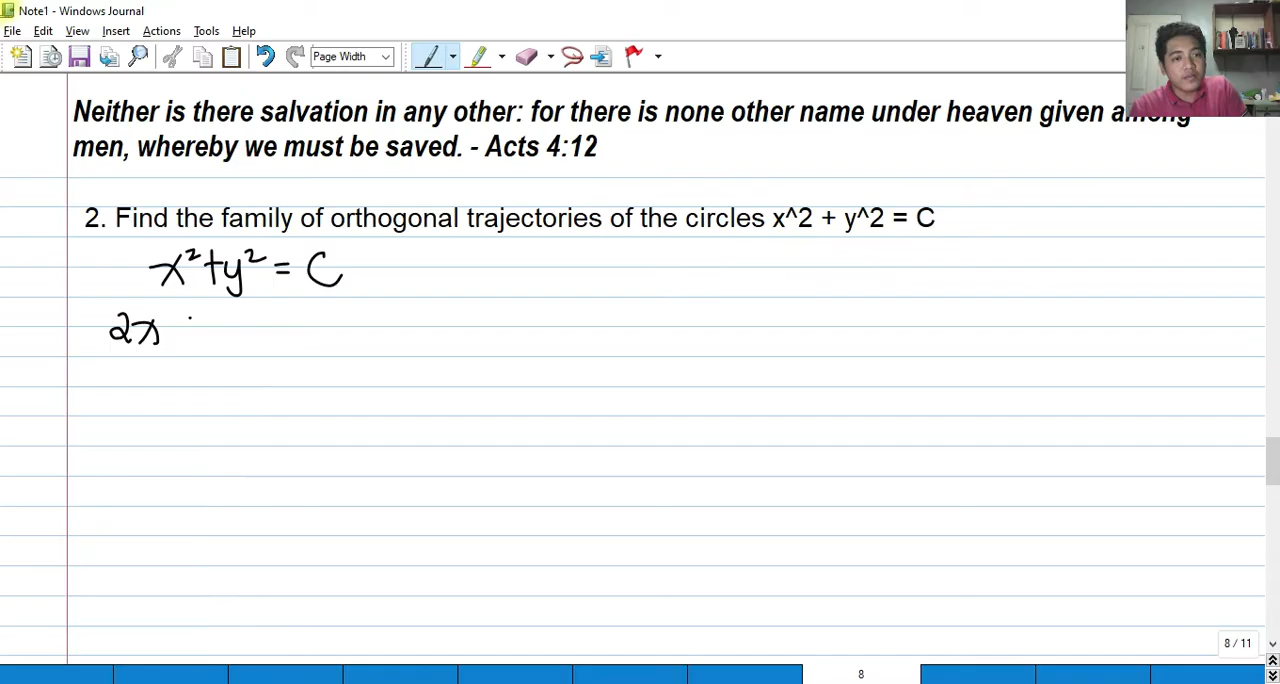 Note1 - Windows Journal
File Edit View Insert Actions Tools Help
Page Width
Neither is there salvation in any other: for there is none other name under heaven given among
men, whereby we must be saved. - Acts 4:12
2. Find the family of orthogonal trajectories of the circles x^2 + y^2 = C
x²+y² = C
2x
8 / 11
8